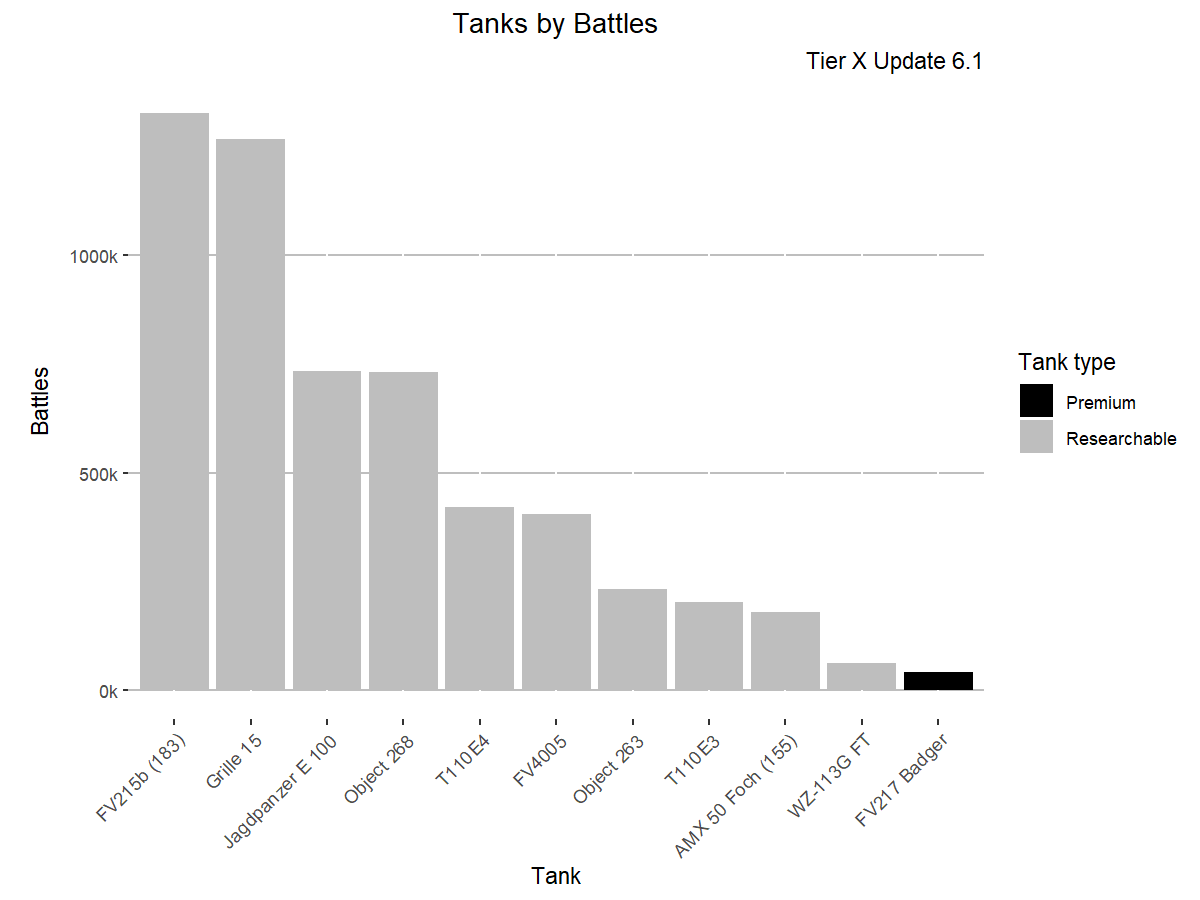 Tanks by Battles
Tier X Update 6.1
1000k
500k
0k
Battles
FV215b (183)
Grille 15
Jagdpanzer E 100
Object 268
T110E4
FV4005
Object 263
T110E3
AMX 50 Foch (155)
WZ-113G FT
FV217 Badger
Tank
Tank type
Premium
Researchable